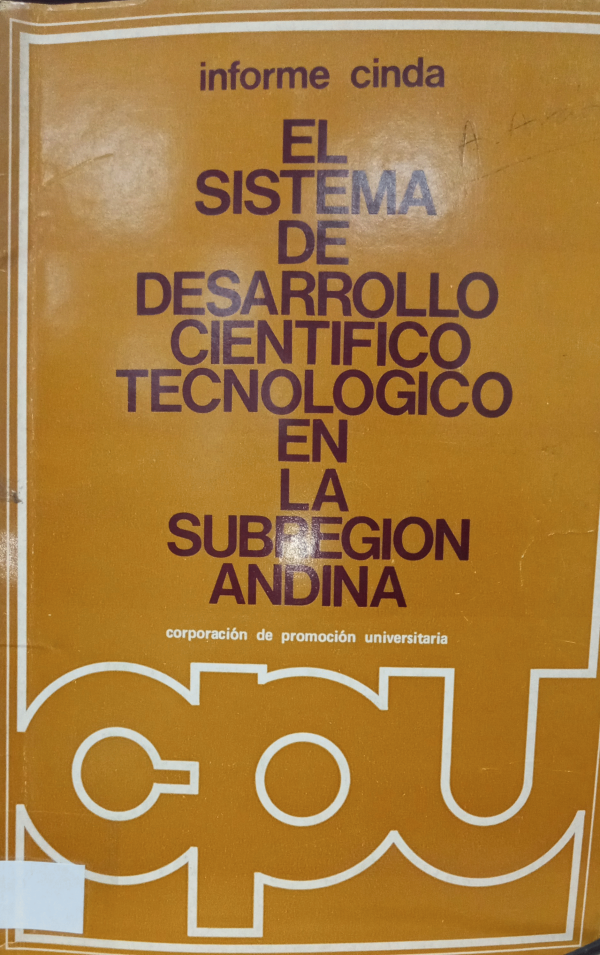 informe cinda
EL
SISTEMA
DE
DESARROLLO
CIENTIFICO
TECNOLOGICO
EN
LA
SUBREGION
ANDINA
corporación de promoción universitaria
cpu